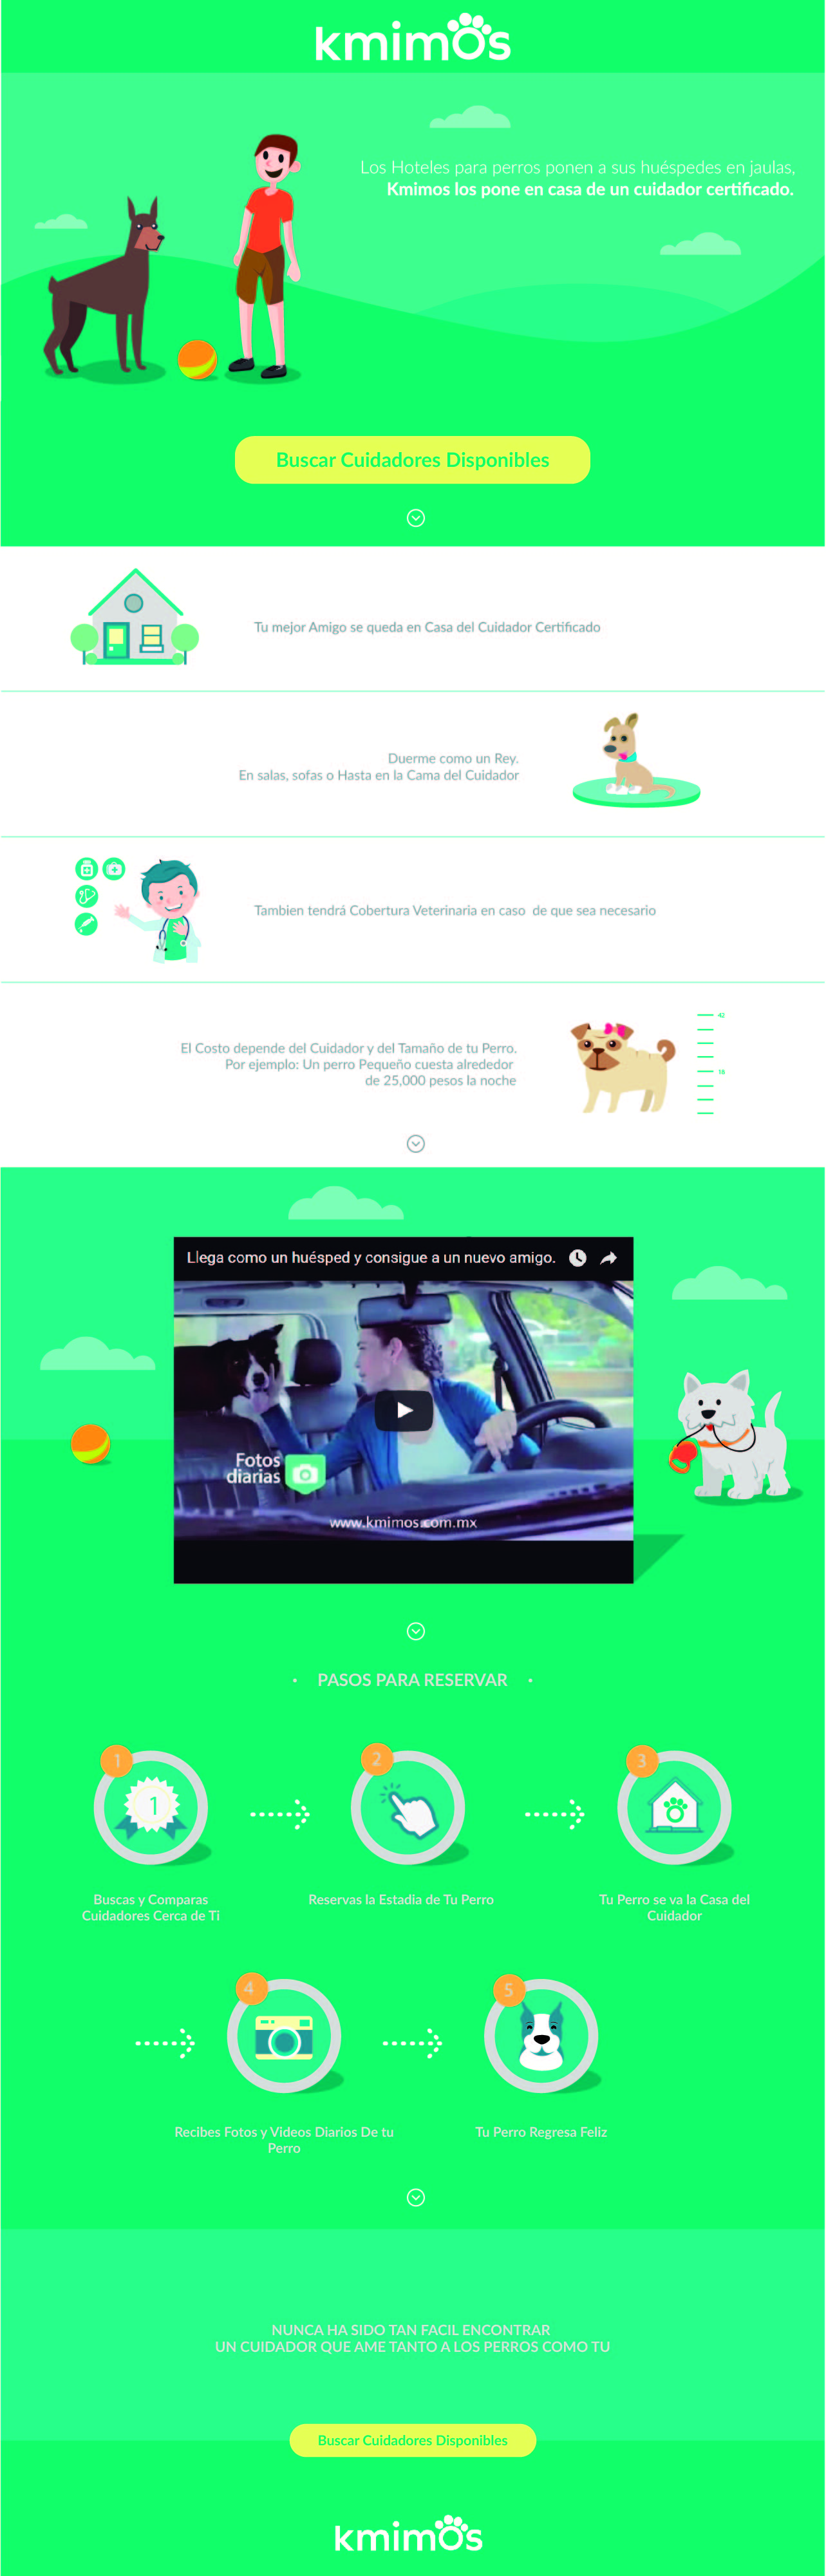 kmimos
Los Hoteles para perros ponen a sus huéspedes en jaulas,
Kmimos los pone en casa de un cuidador certificado.
Buscar Cuidadores Disponibles
Tu mejor Amigo se queda en Casa del Cuidador Certificado
Duerme como un Rey.
En salas, sofas o Hasta en la Cama del Cuidador
Tambien tendrá Cobertura Veterinaria en caso de que sea necesario
El Costo depende del Cuidador y del Tamaño de tu Perro.
Por ejemplo: Un perro Pequeño cuesta alrededor
de 25,000 pesos la noche
42
16
Llega como un huésped y consigue a un nuevo amigo.
Fotos
diarias
www.kmimos.com.mx
• PASOS PARA RESERVAR •
1
1
2
3
Buscas y Comparas
Cuidadores Cerca de Ti
Reservas la Estadia de Tu Perro
Tu Perro se va la Casa del
Cuidador
4
5
Recibes Fotos y Videos Diarios De tu
Perro
Tu Perro Regresa Feliz
NUNCA HA SIDO TAN FACIL ENCONTRAR
UN CUIDADOR QUE AME TANTO A LOS PERROS COMO TU
Buscar Cuidadores Disponibles
kmimos